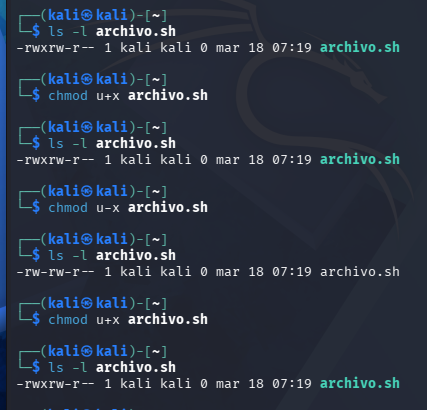 ┌──(kali㉿kali)-[~]
└─$ ls -l archivo.sh
-rwxrw-r-- 1 kali kali 0 mar 18 07:19 archivo.sh
┌──(kali㉿kali)-[~]
└─$ chmod u+x archivo.sh
┌──(kali㉿kali)-[~]
└─$ ls -l archivo.sh
-rwxrw-r-- 1 kali kali 0 mar 18 07:19 archivo.sh
┌──(kali㉿kali)-[~]
└─$ chmod u-x archivo.sh
┌──(kali㉿kali)-[~]
└─$ ls -l archivo.sh
-rw-rw-r-- 1 kali kali 0 mar 18 07:19 archivo.sh
┌──(kali㉿kali)-[~]
└─$ chmod u+x archivo.sh
┌──(kali㉿kali)-[~]
└─$ ls -l archivo.sh
-rwxrw-r-- 1 kali kali 0 mar 18 07:19 archivo.sh